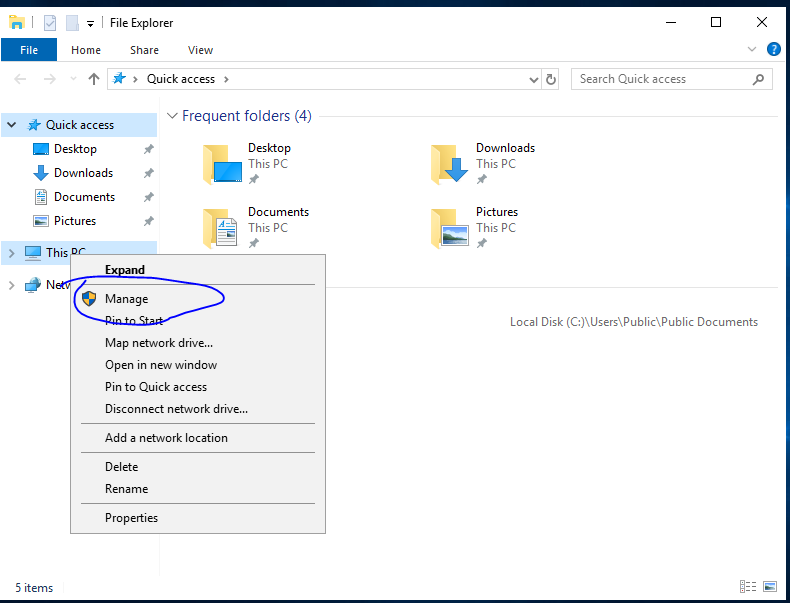 File Explorer
File Home Share View
Quick access
Search Quick access
Quick access
Desktop
Downloads
Documents
Pictures
This PC
Netw
Frequent folders (4)
Desktop
This PC
Downloads
This PC
Documents
This PC
Pictures
This PC
Local Disk (C:)\Users\Public\Public Documents
Expand
Manage
Pin to Start
Map network drive...
Open in new window
Pin to Quick access
Disconnect network drive...
Add a network location
Delete
Rename
Properties
5 items